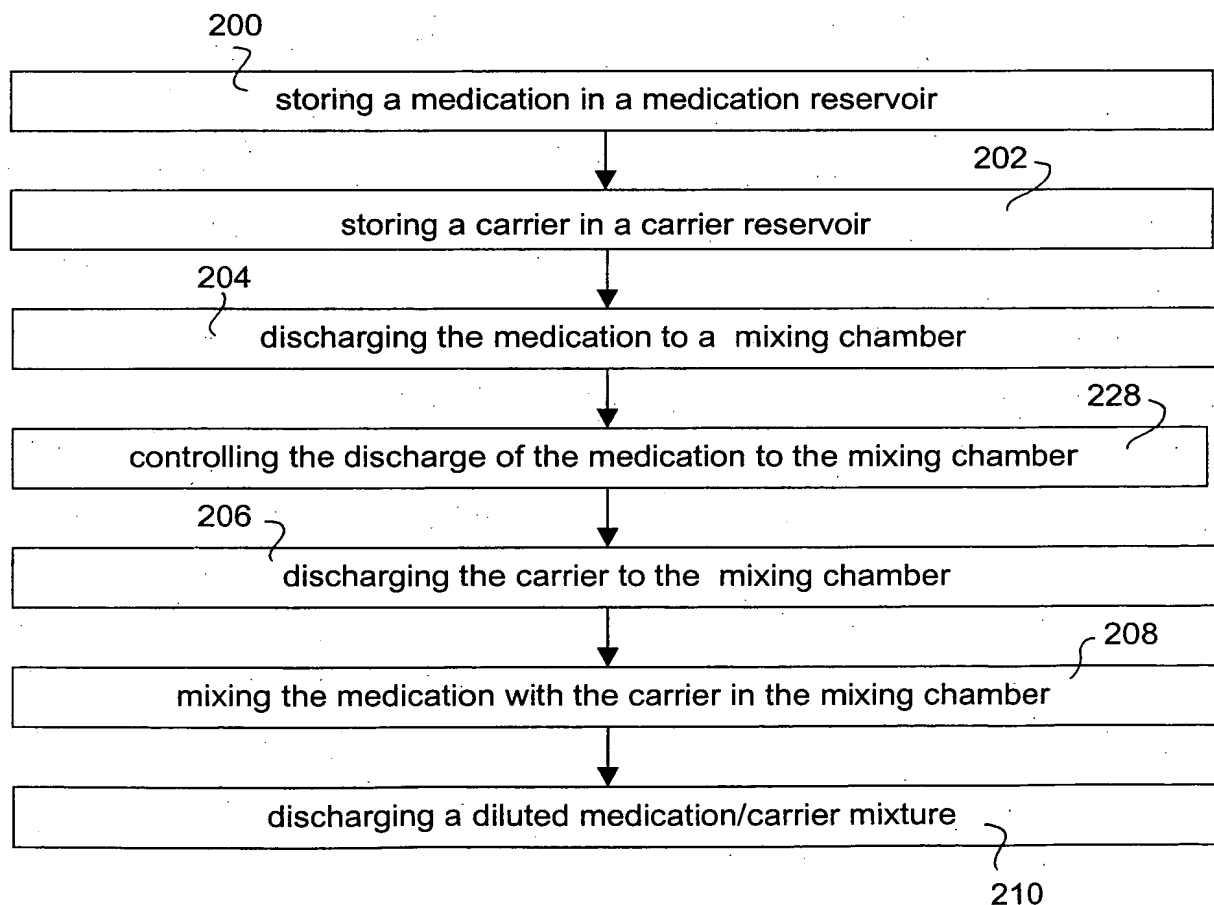 200
storing a medication in a medication reservoir
202
storing a carrier in a carrier reservoir
204
discharging the medication to a mixing chamber
228
controlling the discharge of the medication to the mixing chamber
206
discharging the carrier to the mixing chamber
208
mixing the medication with the carrier in the mixing chamber
discharging a diluted medication/carrier mixture
210